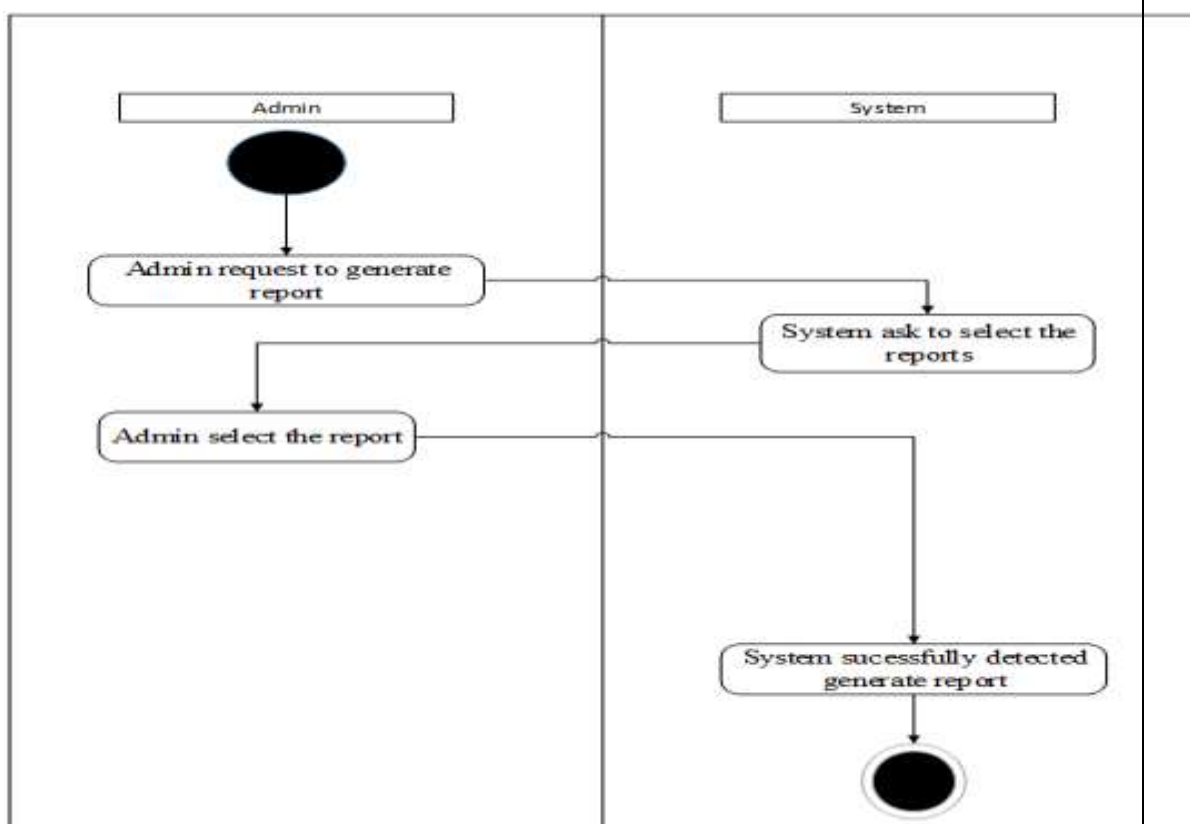 Admin
System
Admin request to generate
report
System ask to select the
reports
Admin select the report
System sucessfully detected
generate report